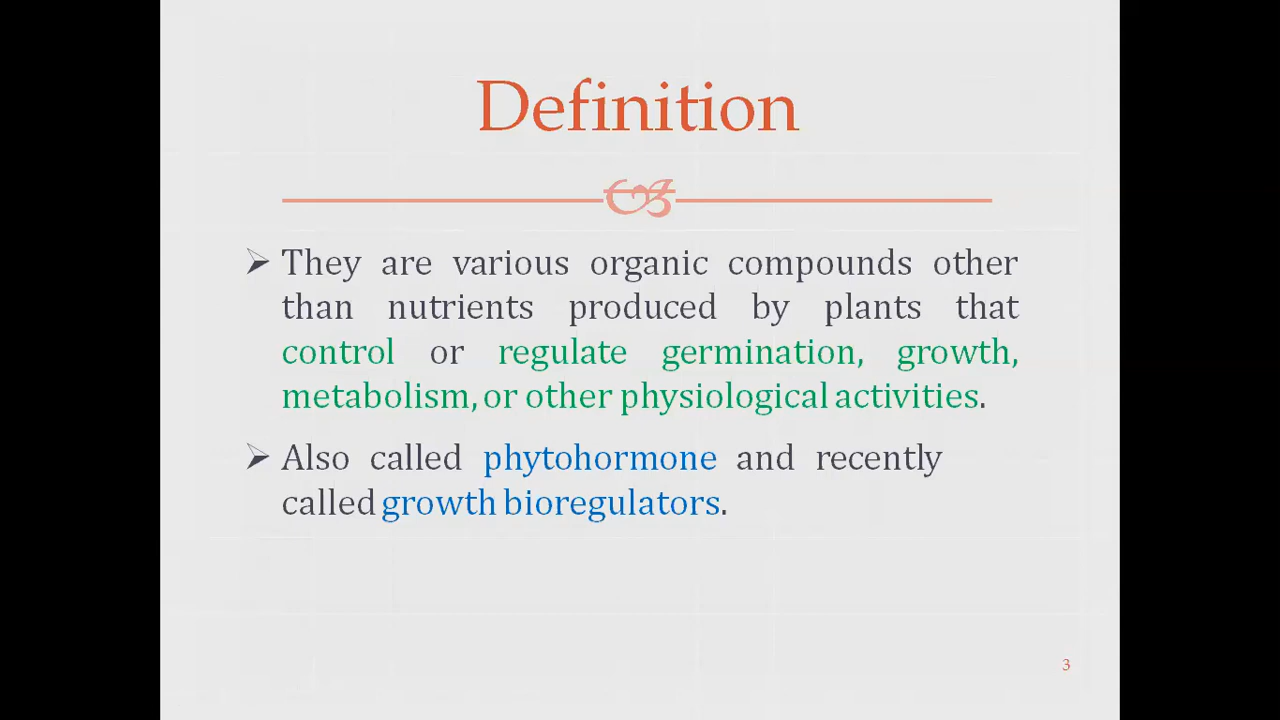 Definition
➢ They are various organic compounds other
than nutrients produced by plants that
control or regulate germination, growth,
metabolism, or other physiological activities.
➢ Also called phytohormone and recently
called growth bioregulators.
3